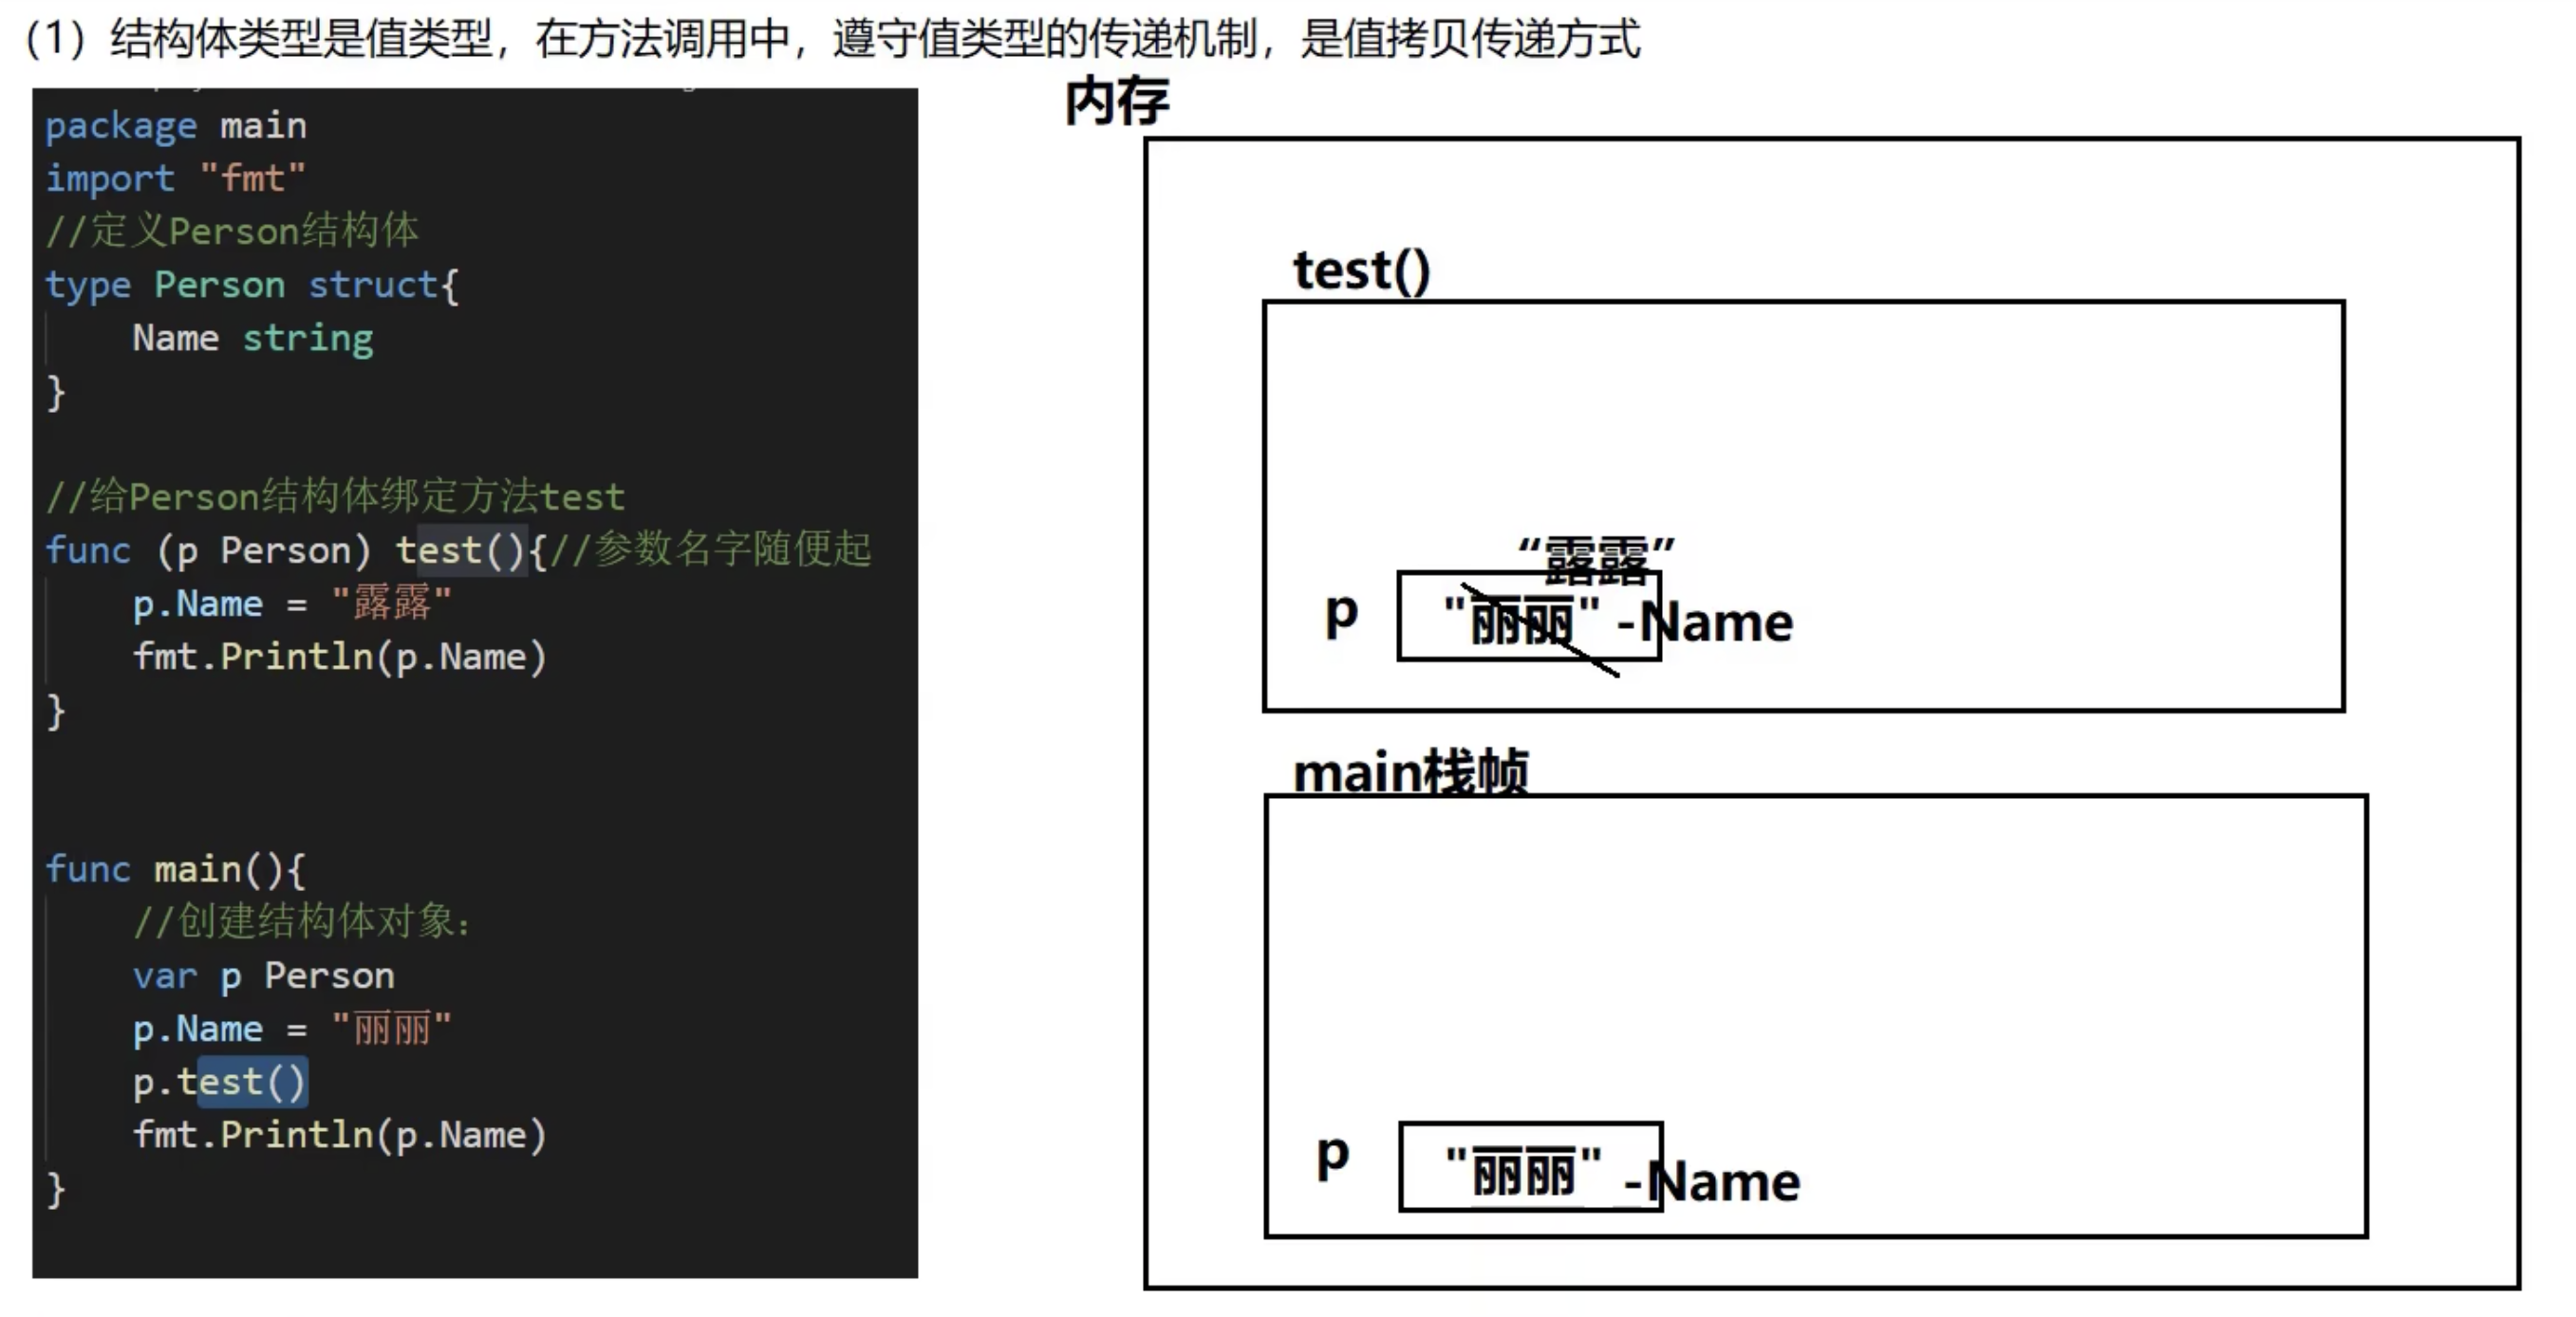 （1）结构体类型是值类型，在方法调用中，遵守值类型的传递机制，是值拷贝传递方式
package main
import "fmt"
//定义Person结构体
type Person struct{
Name string
}
//给Person结构体绑定方法test
func (p Person) test(){//参数名字随便起
p.Name = "露露"
fmt.Println(p.Name)
}
func main(){
//创建结构体对象：
var p Person
p.Name = "丽丽"
p.test()
fmt.Println(p.Name)
}
内存
test()
“露露”
p "丽丽" -Name
main栈帧
p "丽丽" -Name